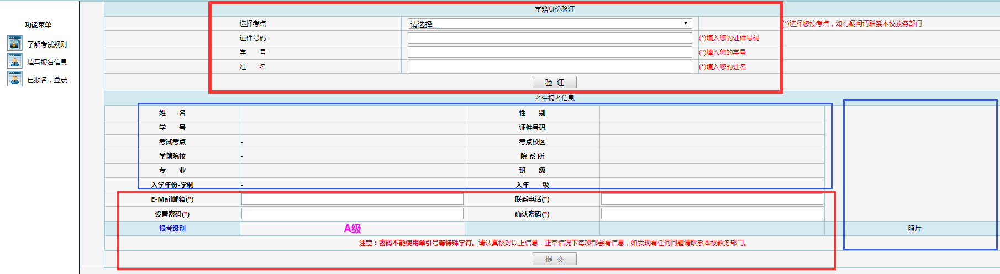 功能菜单
了解考试规则
填写报名信息
已报名，登录
学籍身份验证
选择考点 请选择... (*)选择您校考点，如有疑问请联系本校教务部门
证件号码 (*)填入您的证件号码
学 号 (*)填入您的学号
姓 名 (*)填入您的姓名
验 证
考生报考信息
姓 名 性 别
学 号 证件号码
考试考点 - 考点校区
学籍院校 - 院 系 所
专 业 班 级
入学年份-学制 - 入年 级
E-Mail邮箱(*) 联系电话(*)
设置密码(*) 确认密码(*)
报考级别 A级 照片
注意：密码不能使用单引号等特殊字符。请认真核对以上信息，正常情况下每项都会有信息，如发现有任何问题请联系本校教务部门。
提 交